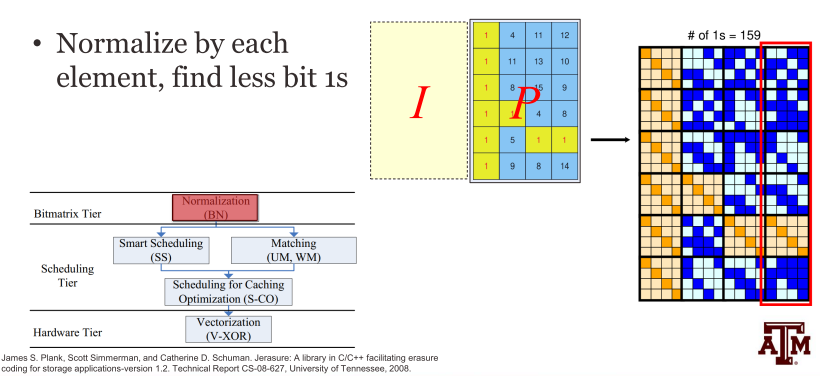 • Normalize by each
element, find less bit 1s
I
P
1 4 11 12
1 11 13 10
1 8 15 9
1 1 4 8
1 5 1 1
1 9 8 14
# of 1s = 159
Bitmatrix Tier
Normalization
(BN)
Scheduling
Tier
Smart Scheduling
(SS)
Matching
(UM, WM)
Scheduling for Caching
Optimization (S-CO)
Hardware Tier
Vectorization
(V-XOR)
James S. Plank, Scott Simmerman, and Catherine D. Schuman. Jerasure: A library in C/C++ facilitating erasure
coding for storage applications-version 1.2. Technical Report CS-08-627, University of Tennessee, 2008.
ATM